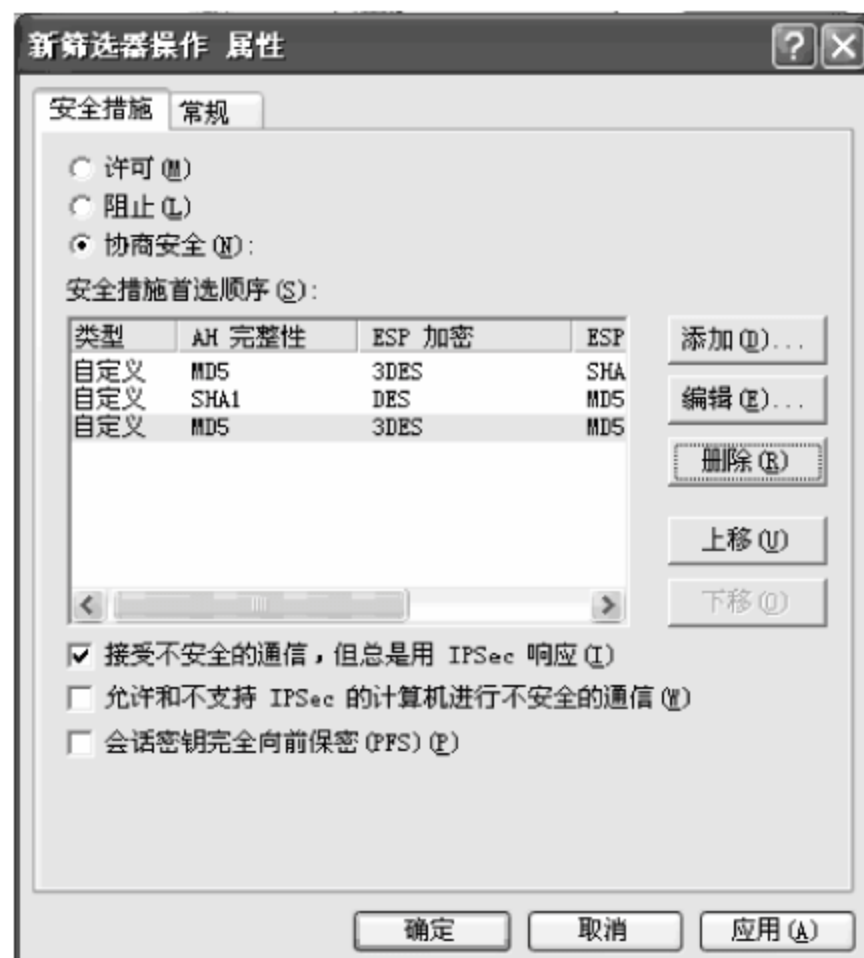 新筛选器操作 属性
安全措施 常规
许可(M)
阻止(L)
协商安全(N):
安全措施首选顺序(S):
类型 AH 完整性 ESP 加密 ESP
自定义 MD5 3DES SHA
自定义 SHA1 DES MD5
自定义 MD5 3DES MD5
添加(D)...
编辑(E)...
删除(R)
上移(U)
下移(O)
接受不安全的通信，但总是用 IPSec 响应(I)
允许和不支持 IPSec 的计算机进行不安全的通信(W)
会话密钥完全向前保密(PFS)(P)
确定 取消 应用(A)